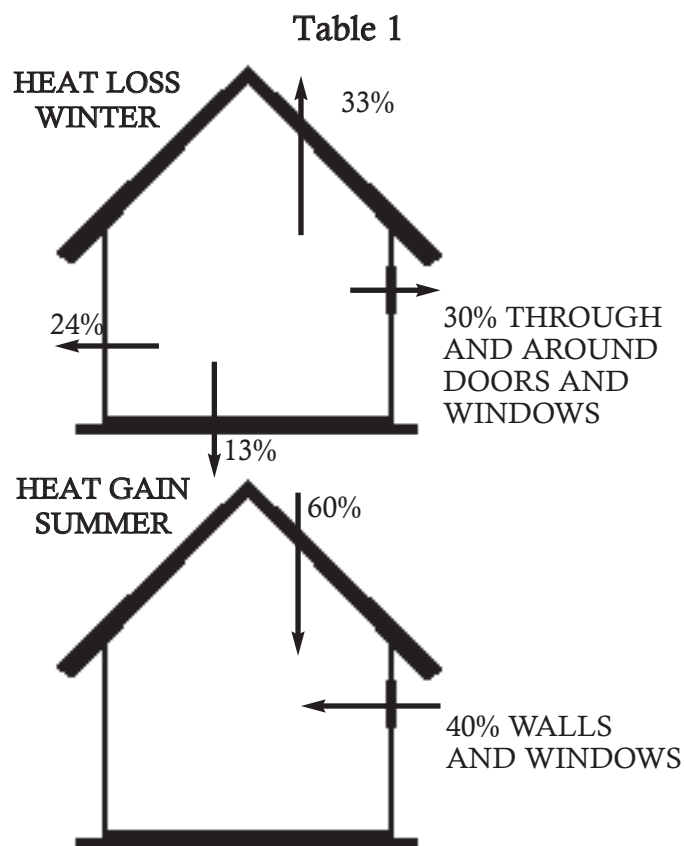 Table 1
HEAT LOSS
WINTER
33%
24%
30% THROUGH
AND AROUND
DOORS AND
WINDOWS
13%
HEAT GAIN
SUMMER
60%
40% WALLS
AND WINDOWS